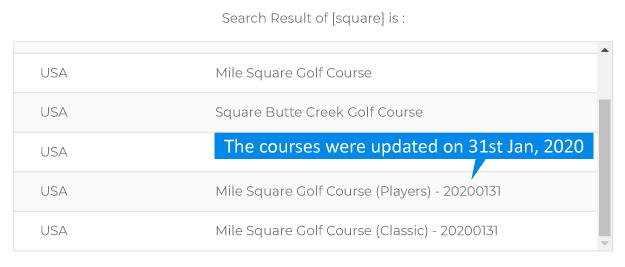 Search Result of [square] is :
USA Mile Square Golf Course
USA Square Butte Creek Golf Course
USA The courses were updated on 31st Jan, 2020
USA Mile Square Golf Course (Players) - 20200131
USA Mile Square Golf Course (Classic) - 20200131